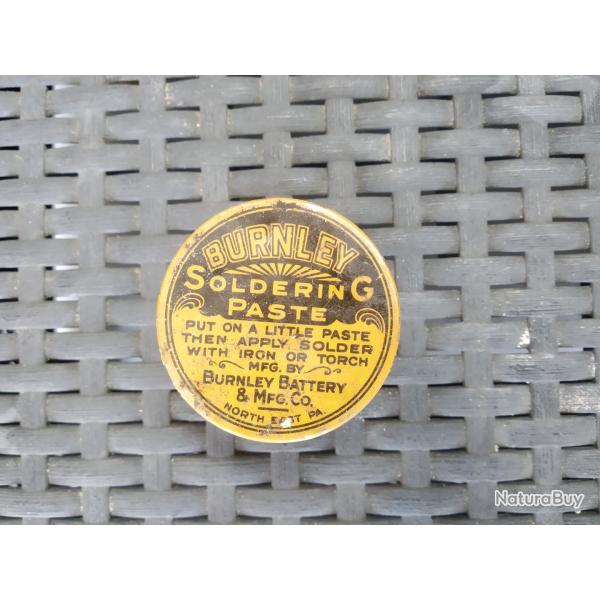 BURNLEY
SOLDERING
PASTE
PUT ON A LITTLE PASTE
THEN APPLY SOLDER
WITH IRON OR TORCH
MFG. BY
BURNLEY BATTERY
& MFG. CO.
NORTH EAST PA.
NaturaBuy